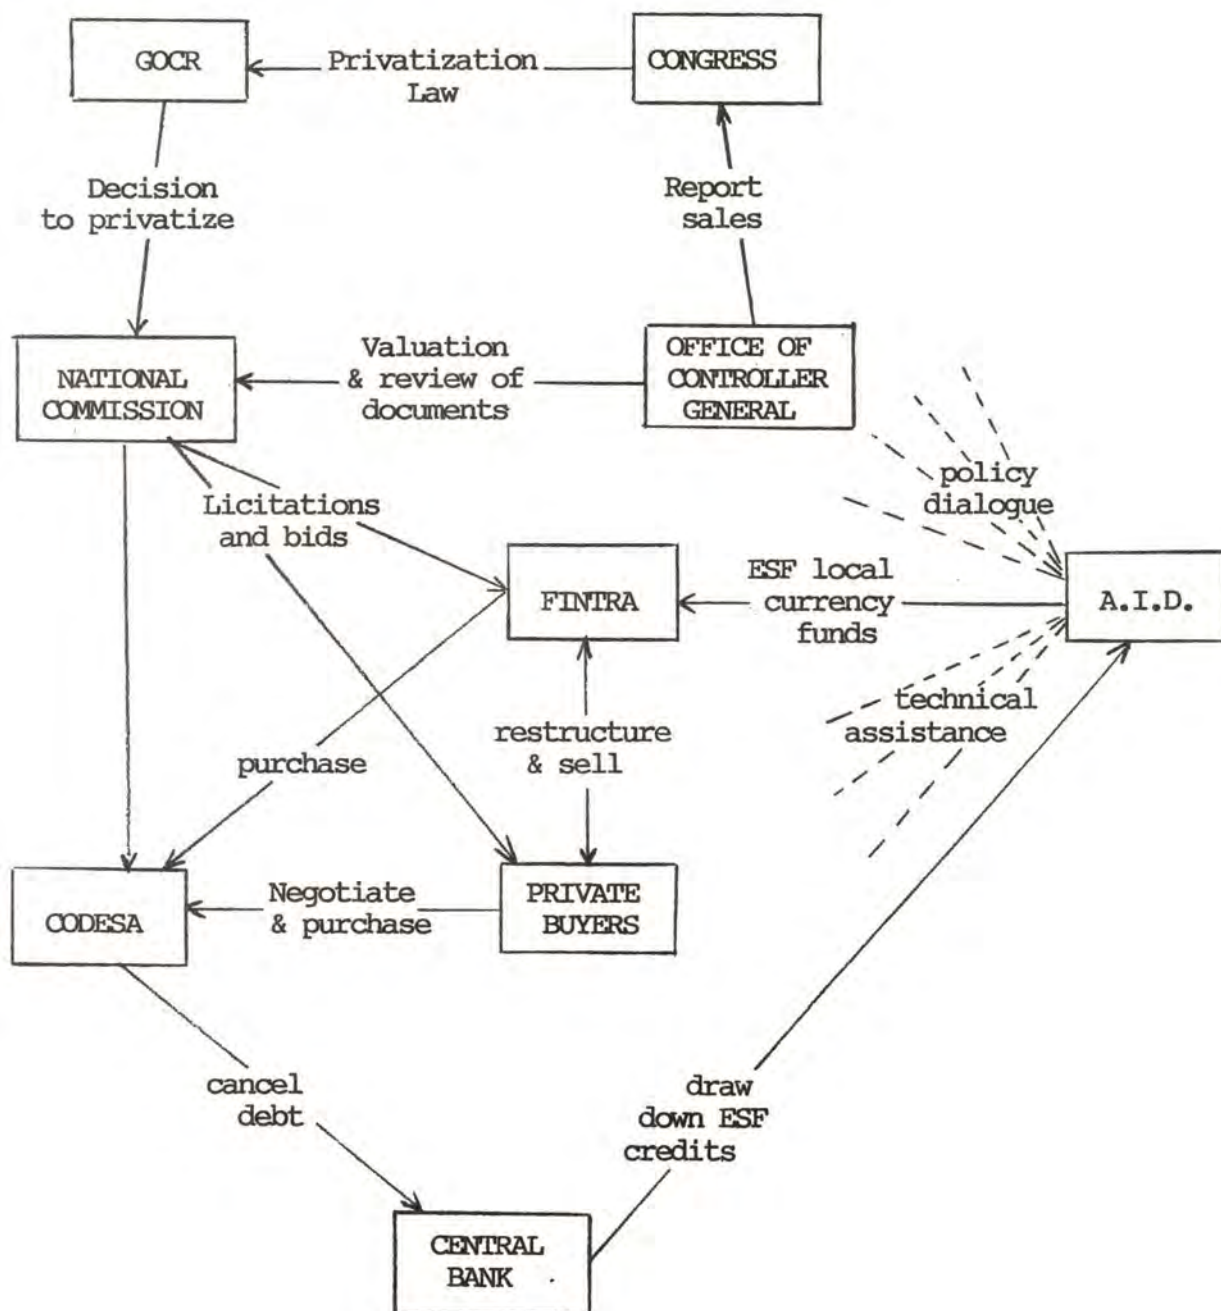 GOCR
Privatization
Law
CONGRESS
Decision
to privatize
Report
sales
NATIONAL
COMMISSION
Valuation
& review of
documents
OFFICE OF
CONTROLLER
GENERAL
policy
dialogue
Licitations
and bids
FINTRA
ESF local
currency
funds
A.I.D.
technical
assistance
purchase
restructure
& sell
CODESA
Negotiate
& purchase
PRIVATE
BUYERS
cancel
debt
draw
down ESF
credits
CENTRAL
BANK